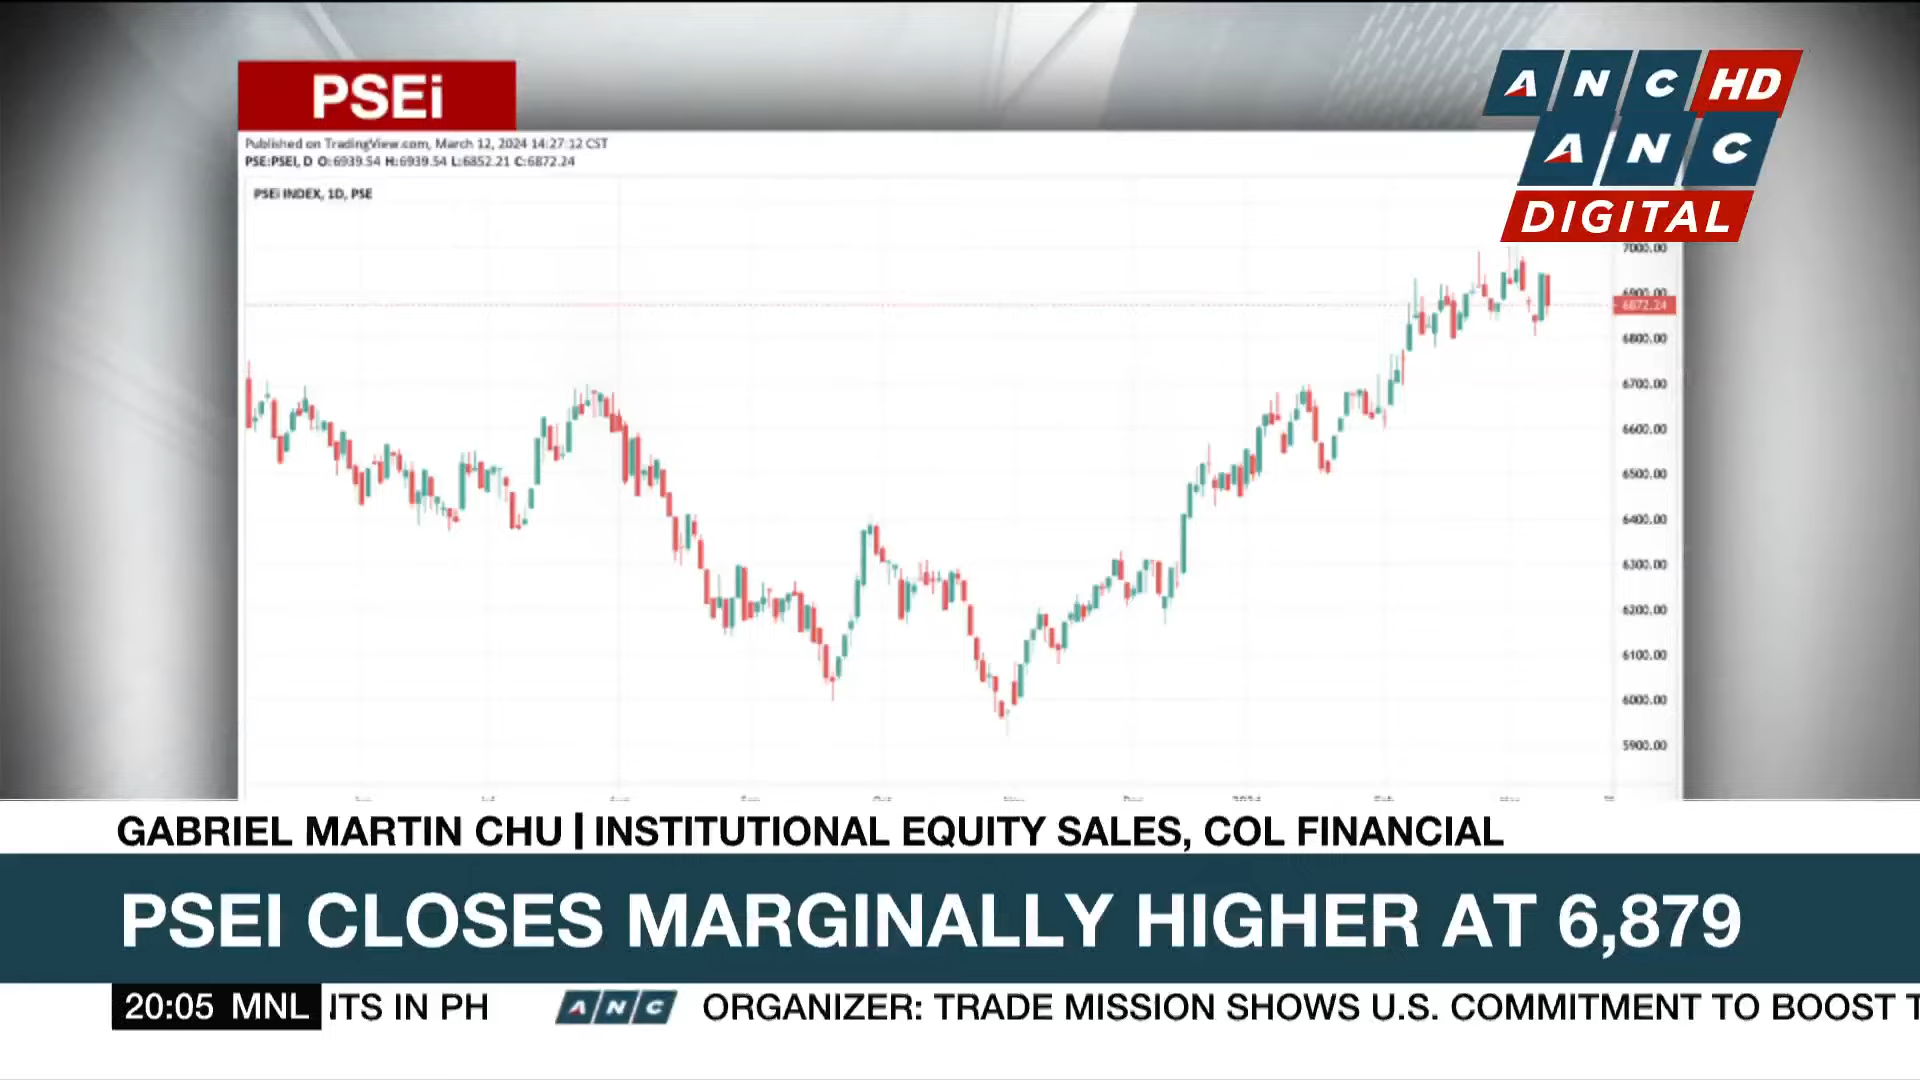 PSEi
ANC HD
ANC
DIGITAL
Published on TradingView.com, March 12, 2024 14:27:12 CST
PSE:PSEI, D O:6939.54 H:6939.54 L:6852.21 C:6872.24
PSEi INDEX, 1D, PSE
7000.00
6900.00
6872.24
6800.00
6700.00
6600.00
6500.00
6400.00
6300.00
6200.00
6100.00
6000.00
5900.00
GABRIEL MARTIN CHU | INSTITUTIONAL EQUITY SALES, COL FINANCIAL
PSEI CLOSES MARGINALLY HIGHER AT 6,879
20:05 MNL NTS IN PH ANC ORGANIZER: TRADE MISSION SHOWS U.S. COMMITMENT TO BOOST T